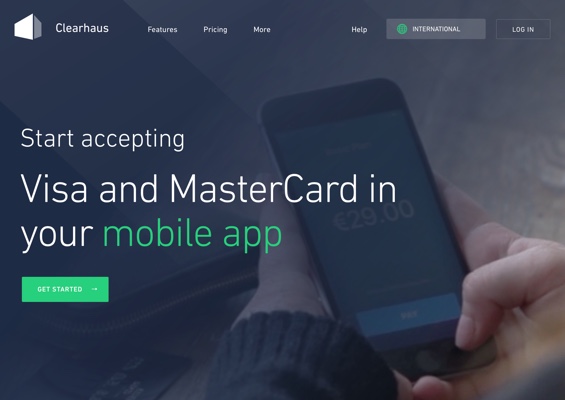 Clearhaus
Features
Pricing
More
Help
INTERNATIONAL
LOG IN
Start accepting
Visa and MasterCard in
your mobile app
€29.00
GET STARTED →